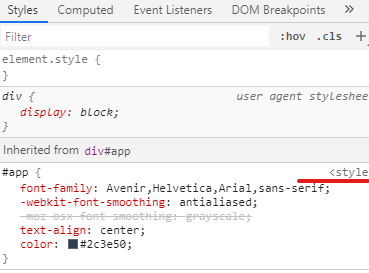 Styles Computed Event Listeners DOM Breakpoints »
Filter :hov .cls +
element.style {
}
div { user agent styleshee
display: block;
}
Inherited from div#app
#app { <style
font-family: Avenir,Helvetica,Arial,sans-serif;
-webkit-font-smoothing: antialiased;
-moz-osx-font-smoothing: grayscale;
text-align: center;
color: #2c3e50;
}